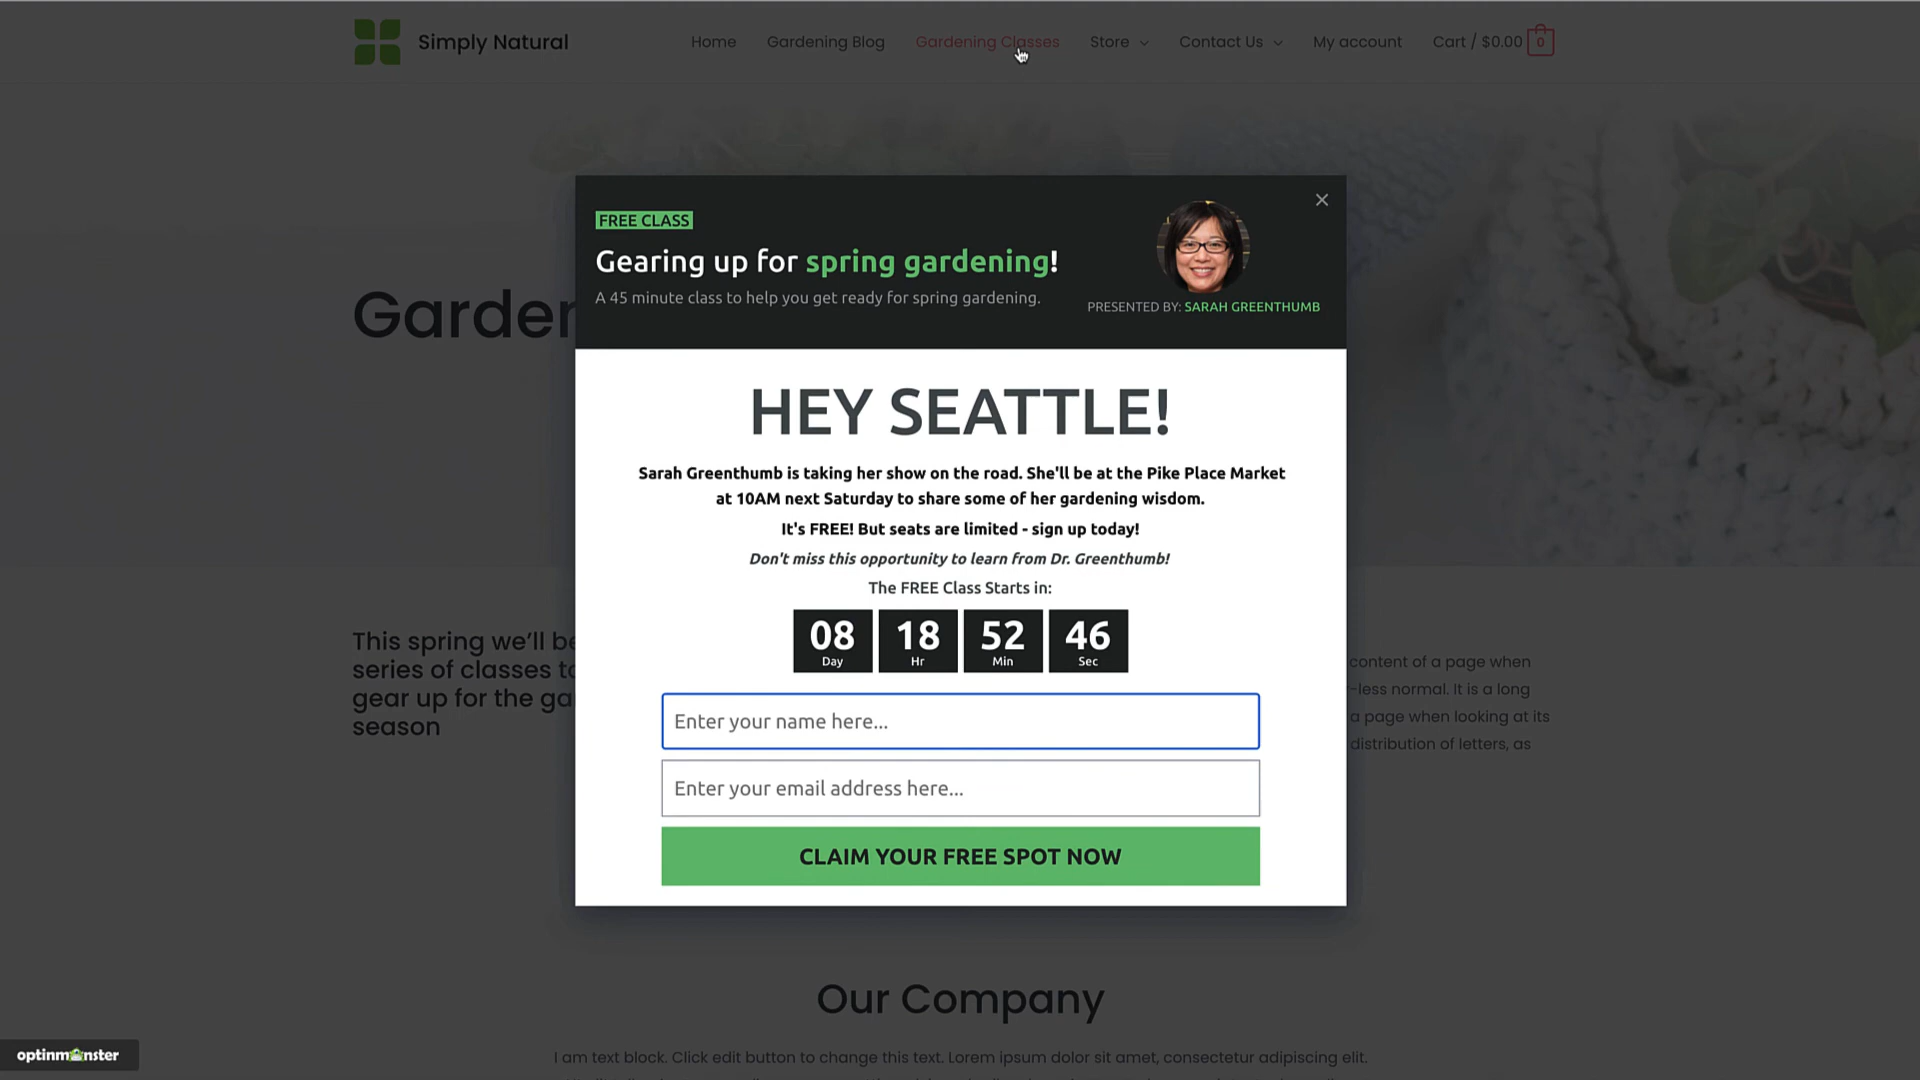 Simply Natural
Home Gardening Blog Gardening Classes Store Contact Us My account Cart / $0.00 0
FREE CLASS
Gearing up for spring gardening!
A 45 minute class to help you get ready for spring gardening.
PRESENTED BY: SARAH GREENTHUMB
Garden
HEY SEATTLE!
Sarah Greenthumb is taking her show on the road. She'll be at the Pike Place Market
at 10AM next Saturday to share some of her gardening wisdom.
It's FREE! But seats are limited - sign up today!
Don't miss this opportunity to learn from Dr. Greenthumb!
The FREE Class Starts in:
08 18 52 46
Day Hr Min Sec
This spring we’ll be
series of classes to
gear up for the ga
season
content of a page when
-less normal. It is a long
a page when looking at its
distribution of letters, as
Enter your name here...
Enter your email address here...
CLAIM YOUR FREE SPOT NOW
Our Company
I am text block. Click edit button to change this text. Lorem ipsum dolor sit amet, consectetur adipiscing elit.
optinmonster